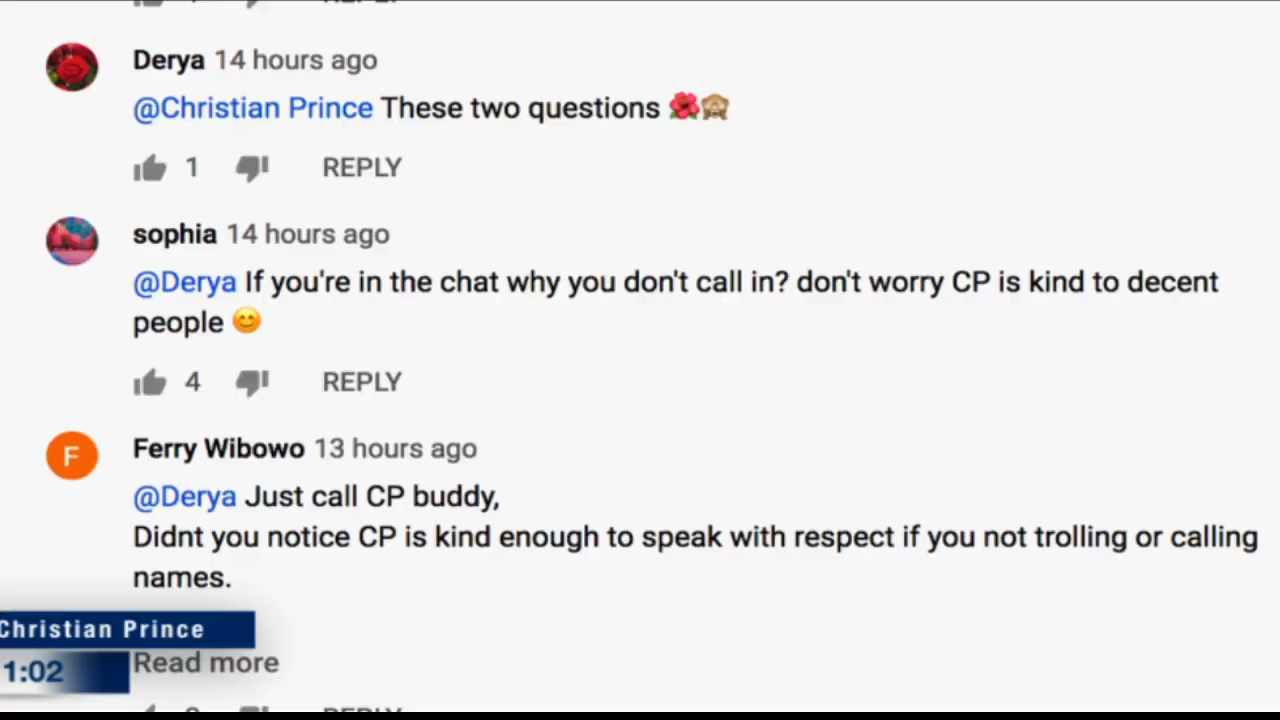 Derya 14 hours ago
@Christian Prince These two questions 🌺🙈
1 REPLY
sophia 14 hours ago
@Derya If you're in the chat why you don't call in? don't worry CP is kind to decent
people 😊
4 REPLY
F
Ferry Wibowo 13 hours ago
@Derya Just call CP buddy,
Didnt you notice CP is kind enough to speak with respect if you not trolling or calling
names.
Christian Prince
Read more
1:02
REPLY